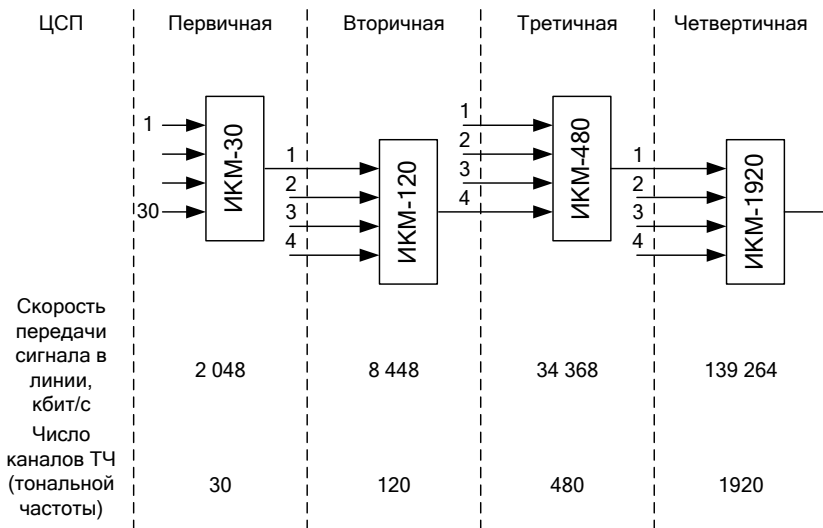 ЦСП Первичная Вторичная Третичная Четвертичная
1
30
ИКМ-30
1
2
3
4
ИКМ-120
1
2
3
4
ИКМ-480
1
2
3
4
ИКМ-1920
Скорость
передачи
сигнала в
линии,
кбит/с
2 048 8 448 34 368 139 264
Число
каналов ТЧ
(тональной
частоты)
30 120 480 1920